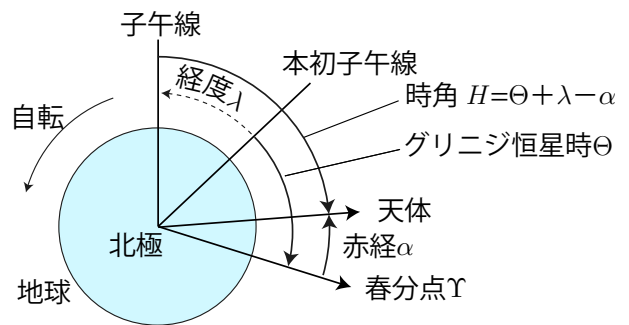 子午線
本初子午線
経度λ
時角 H=Θ+λ−α
自転
グリニジ恒星時Θ
天体
北極
赤経α
地球
春分点♈